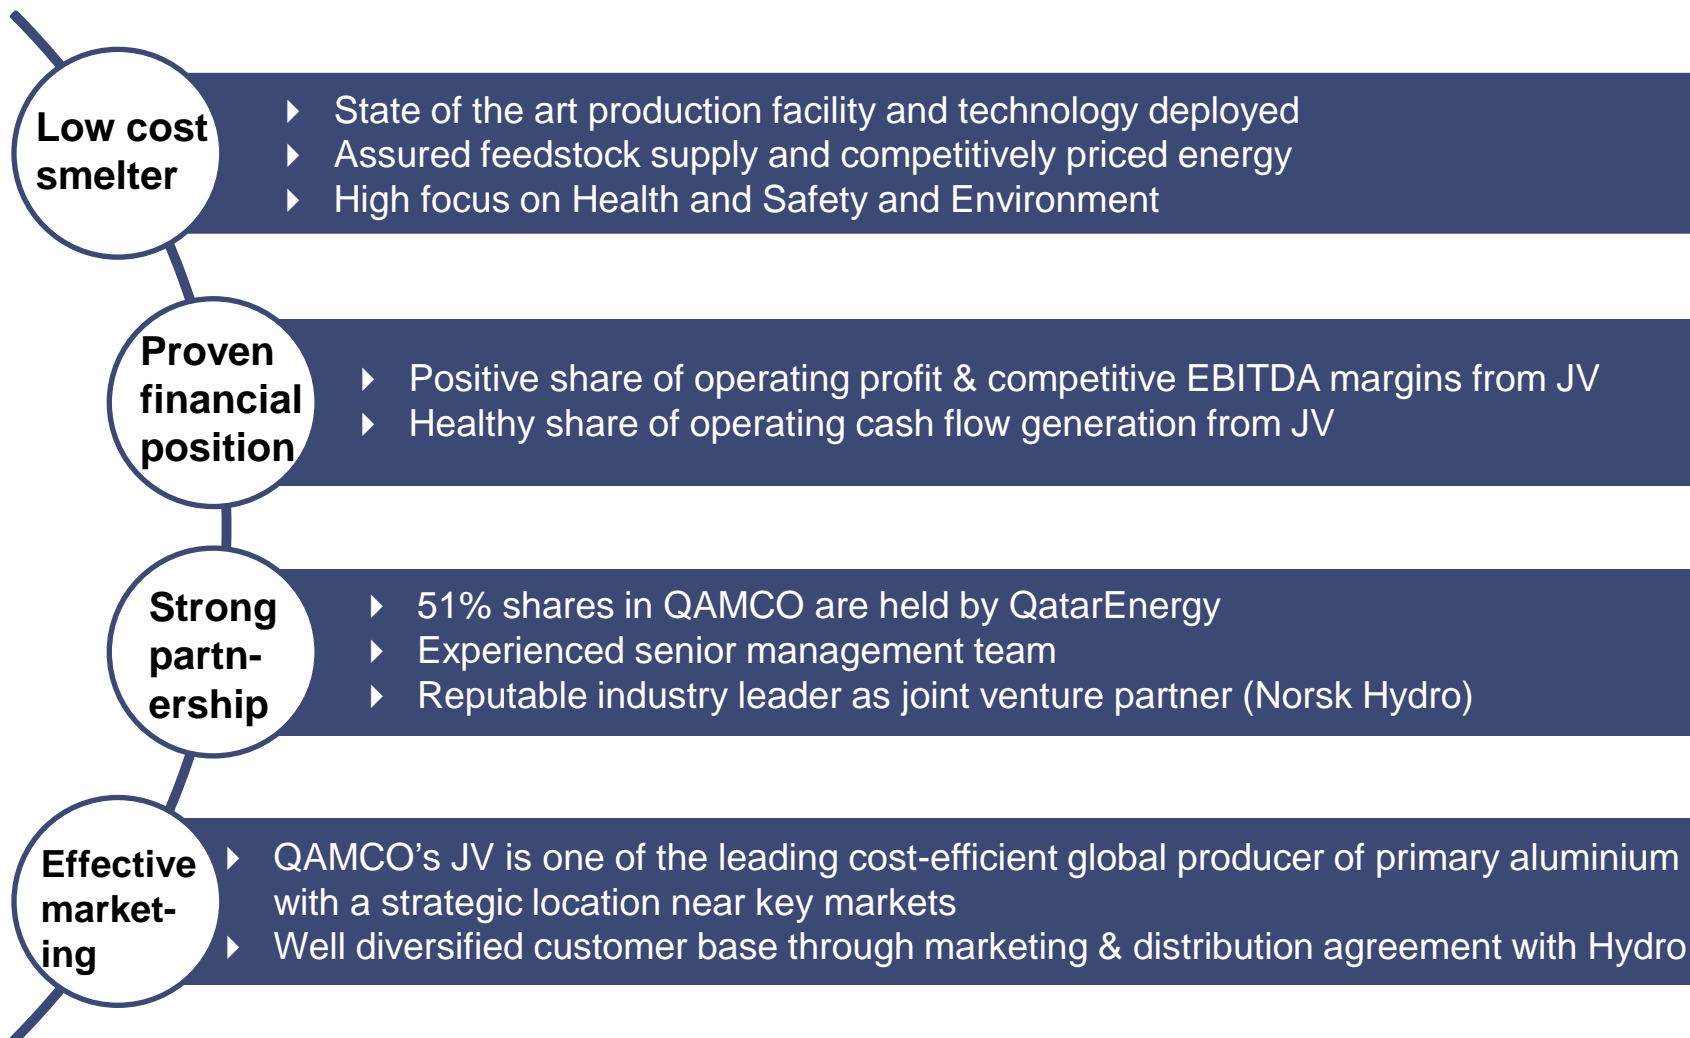 Low cost
smelter
State of the art production facility and technology deployed
Assured feedstock supply and competitively priced energy
High focus on Health and Safety and Environment
Proven
financial
position
Positive share of operating profit & competitive EBITDA margins from JV
Healthy share of operating cash flow generation from JV
Strong
partn-
ership
51% shares in QAMCO are held by QatarEnergy
Experienced senior management team
Reputable industry leader as joint venture partner (Norsk Hydro)
Effective
market-
ing
QAMCO’s JV is one of the leading cost-efficient global producer of primary aluminium
with a strategic location near key markets
Well diversified customer base through marketing & distribution agreement with Hydro